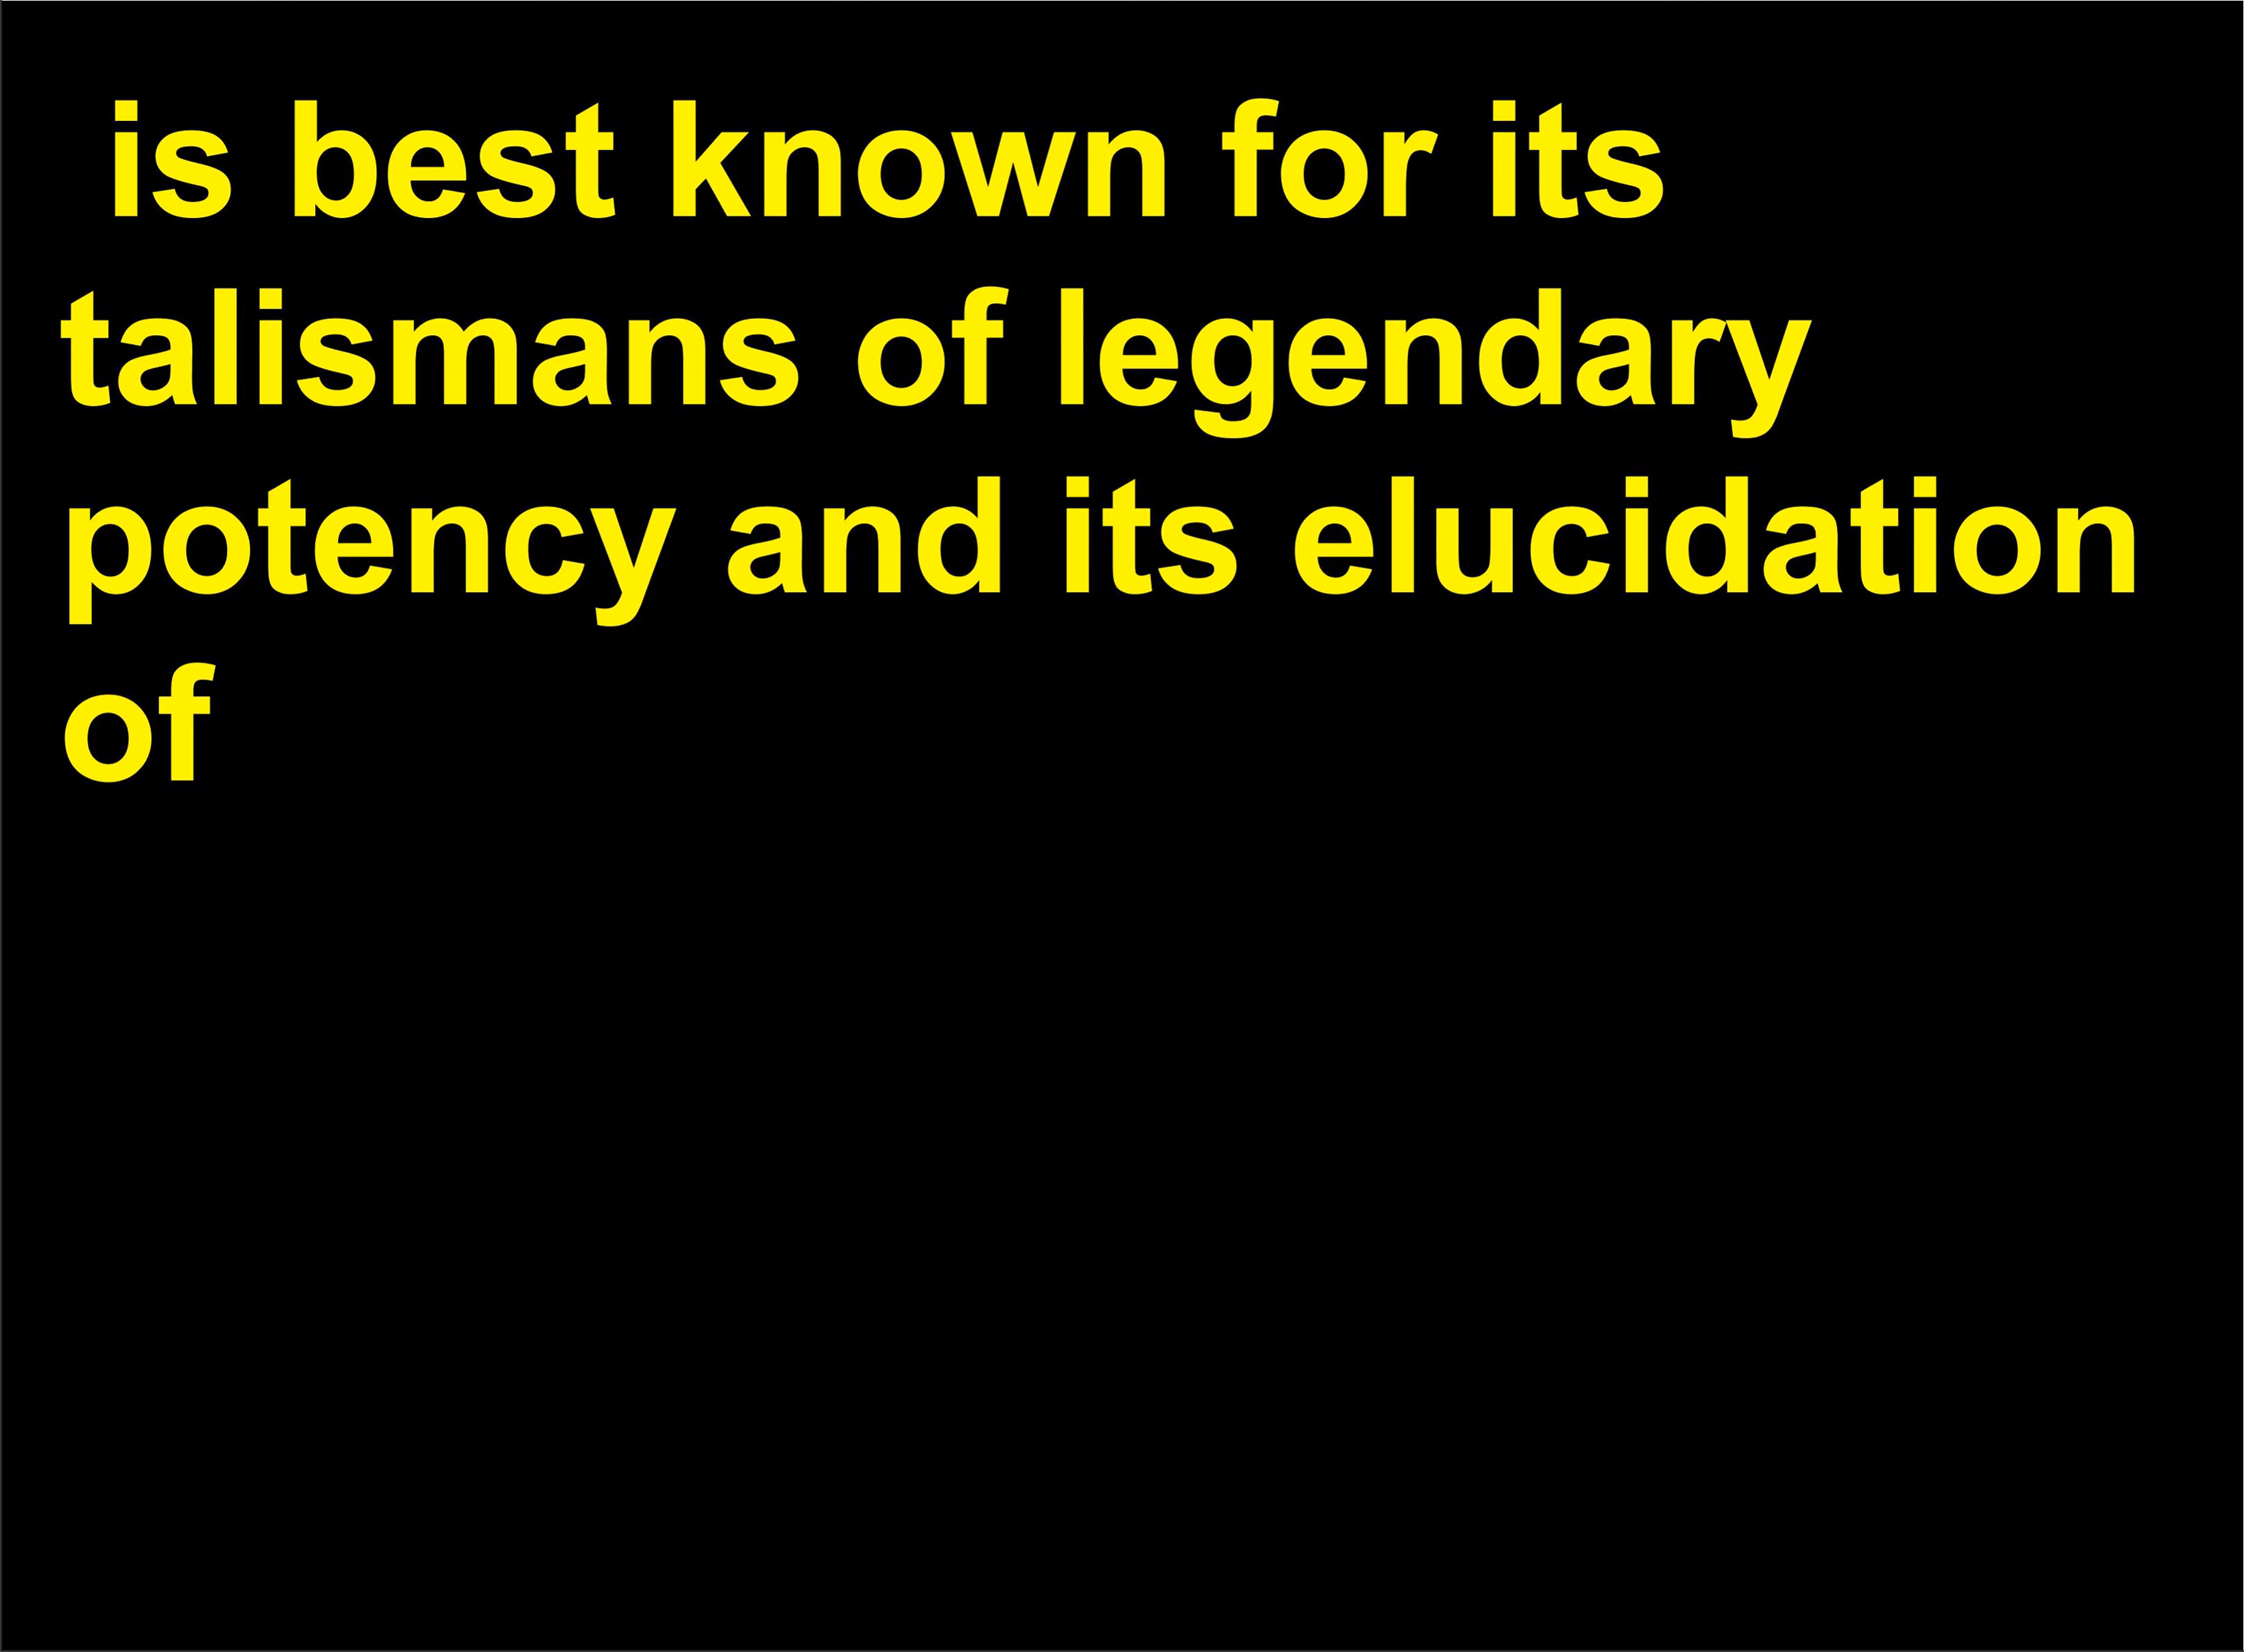 is best known for its
talismans of legendary
potency and its elucidation
of